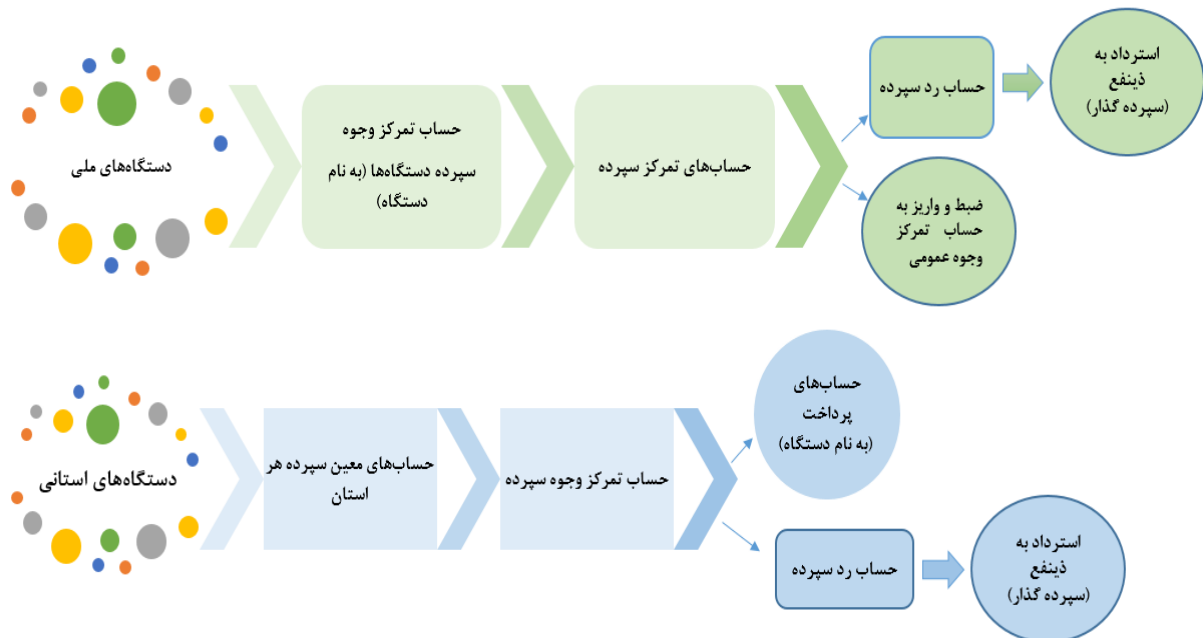 دستگاه‌های ملی
حساب تمرکز وجوه
سپرده دستگاه‌ها (به نام
دستگاه)
حساب‌های تمرکز سپرده
حساب رد سپرده
استرداد به
ذینفع
(سپرده گذار)
ضبط و واریز به
حساب تمرکز
وجوه عمومی
دستگاه‌های استانی
حساب‌های معین سپرده هر
استان
حساب تمرکز وجوه سپرده
حساب‌های
پرداخت
(به نام دستگاه)
حساب رد سپرده
استرداد به
ذینفع
(سپرده گذار)